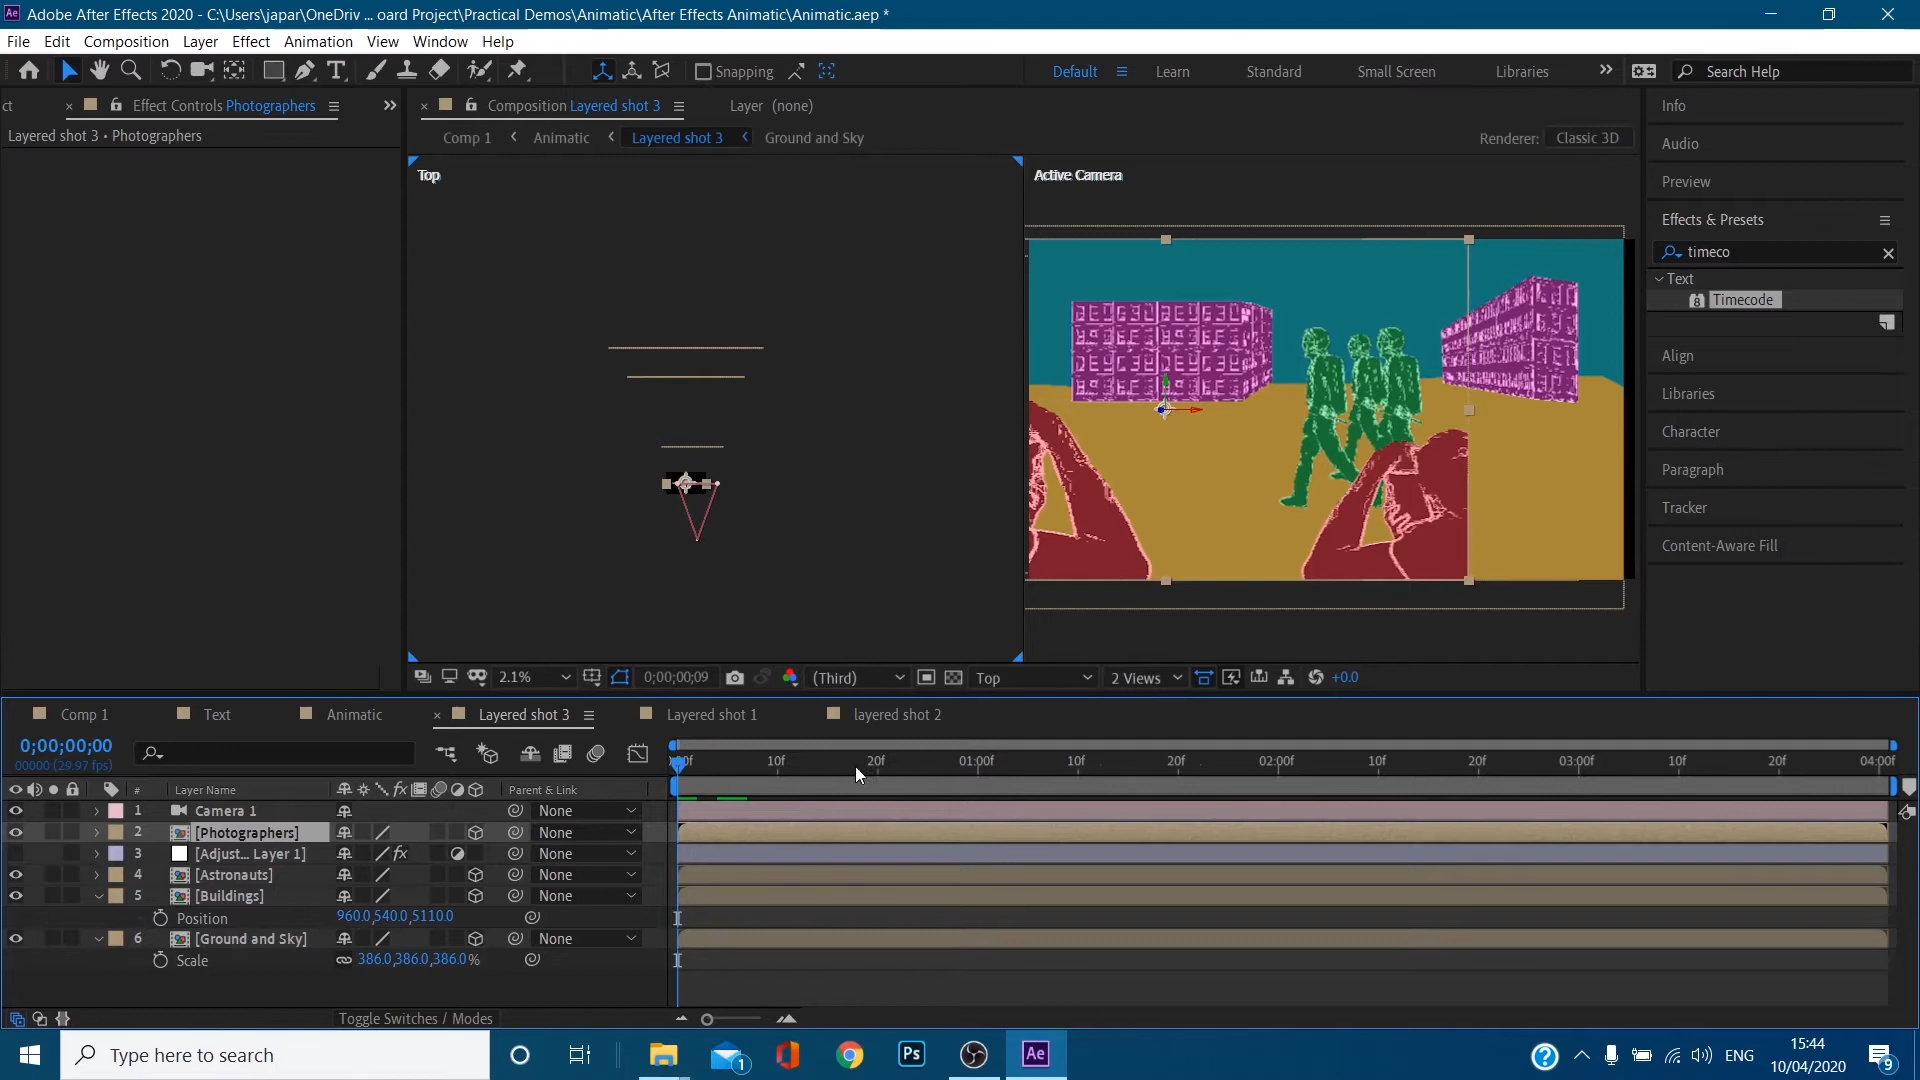 Ae Adobe After Effects 2020 - C:\Users\japar\OneDriv ... oard Project\Practical Demos\Animatic\After Effects Animatic\Animatic.aep *
File Edit Composition Layer Effect Animation View Window Help
Snapping Default Learn Standard Small Screen Libraries Search Help
ct Effect Controls Photographers
Composition Layered shot 3 Layer (none)
Layered shot 3 • Photographers
Comp 1 Animatic Layered shot 3 Ground and Sky Renderer: Classic 3D
Top
Active Camera
Info
Audio
Preview
Effects & Presets
timeco
Text
Timecode
Align
Libraries
Character
Paragraph
Tracker
Content-Aware Fill
2.1% 0;00;00;09 (Third) Top 2 Views +0.0
Comp 1 Text Animatic Layered shot 3 Layered shot 1 layered shot 2
0;00;00;00
00000 (29.97 fps)
10f 20f 01:00f 10f 20f 02:00f 10f 20f 03:00f 10f 20f 04:00f
# Layer Name fx Parent & Link
1 Camera 1 None
2 [Photographers] None
3 [Adjust... Layer 1] fx None
4 [Astronauts] None
5 [Buildings] None
Position 960.0,540.0,5110.0
6 [Ground and Sky] None
Scale 386.0,386.0,386.0%
Toggle Switches / Modes
Type here to search 1 Ps Ae ENG 15:44
10/04/2020 9